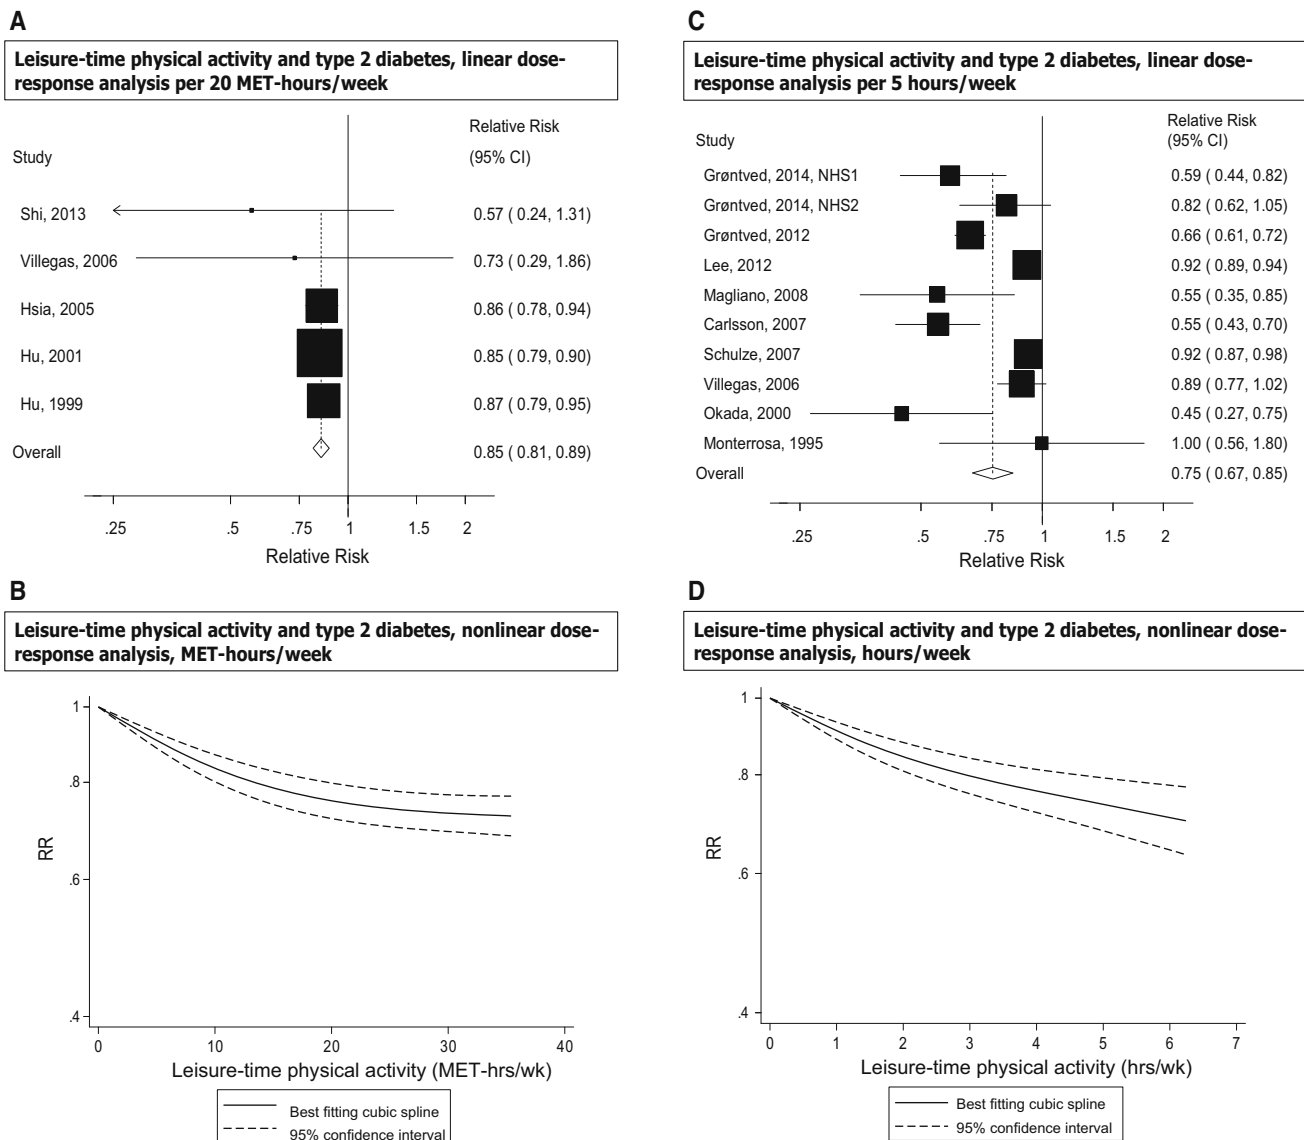 A
Leisure-time physical activity and type 2 diabetes, linear dose-
response analysis per 20 MET-hours/week
Relative Risk
Study (95% CI)
Shi, 2013 0.57 ( 0.24, 1.31)
Villegas, 2006 0.73 ( 0.29, 1.86)
Hsia, 2005 0.86 ( 0.78, 0.94)
Hu, 2001 0.85 ( 0.79, 0.90)
Hu, 1999 0.87 ( 0.79, 0.95)
Overall 0.85 ( 0.81, 0.89)
.25 .5 .75 1 1.5 2
Relative Risk
B
Leisure-time physical activity and type 2 diabetes, nonlinear dose-
response analysis, MET-hours/week
1
.8
.6
.4
RR
0 10 20 30 40
Leisure-time physical activity (MET-hrs/wk)
Best fitting cubic spline
95% confidence interval
C
Leisure-time physical activity and type 2 diabetes, linear dose-
response analysis per 5 hours/week
Relative Risk
Study (95% CI)
Grøntved, 2014, NHS1 0.59 ( 0.44, 0.82)
Grøntved, 2014, NHS2 0.82 ( 0.62, 1.05)
Grøntved, 2012 0.66 ( 0.61, 0.72)
Lee, 2012 0.92 ( 0.89, 0.94)
Magliano, 2008 0.55 ( 0.35, 0.85)
Carlsson, 2007 0.55 ( 0.43, 0.70)
Schulze, 2007 0.92 ( 0.87, 0.98)
Villegas, 2006 0.89 ( 0.77, 1.02)
Okada, 2000 0.45 ( 0.27, 0.75)
Monterrosa, 1995 1.00 ( 0.56, 1.80)
Overall 0.75 ( 0.67, 0.85)
.25 .5 .75 1 1.5 2
Relative Risk
D
Leisure-time physical activity and type 2 diabetes, nonlinear dose-
response analysis, hours/week
1
.8
.6
.4
RR
0 1 2 3 4 5 6 7
Leisure-time physical activity (hrs/wk)
Best fitting cubic spline
95% confidence interval